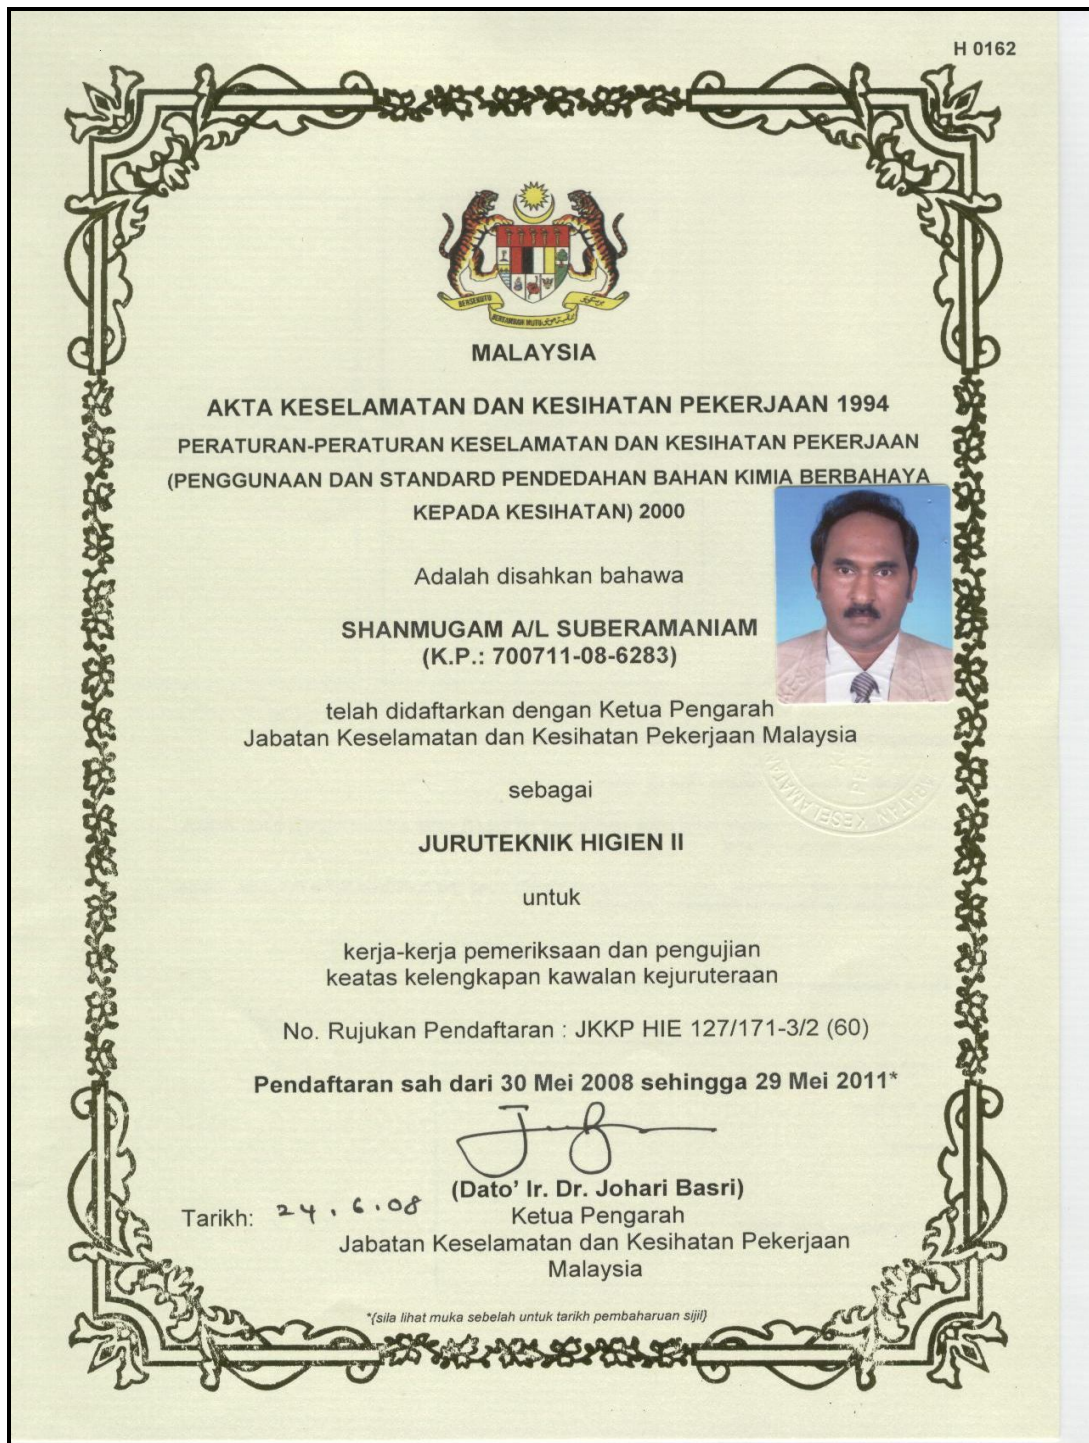 H 0162
BERSEKUTU
BERTAMBAH MUTU
MALAYSIA
AKTA KESELAMATAN DAN KESIHATAN PEKERJAAN 1994
PERATURAN-PERATURAN KESELAMATAN DAN KESIHATAN PEKERJAAN
(PENGGUNAAN DAN STANDARD PENDEDAHAN BAHAN KIMIA BERBAHAYA
KEPADA KESIHATAN) 2000
Adalah disahkan bahawa
SHANMUGAM A/L SUBERAMANIAM
(K.P.: 700711-08-6283)
telah didaftarkan dengan Ketua Pengarah
Jabatan Keselamatan dan Kesihatan Pekerjaan Malaysia
sebagai
JURUTEKNIK HIGIEN II
untuk
kerja-kerja pemeriksaan dan pengujian
keatas kelengkapan kawalan kejuruteraan
No. Rujukan Pendaftaran : JKKP HIE 127/171-3/2 (60)
Pendaftaran sah dari 30 Mei 2008 sehingga 29 Mei 2011*
(Dato' Ir. Dr. Johari Basri)
Tarikh: 24.6.08 Ketua Pengarah
Jabatan Keselamatan dan Kesihatan Pekerjaan
Malaysia
*(sila lihat muka sebelah untuk tarikh pembaharuan sijil)